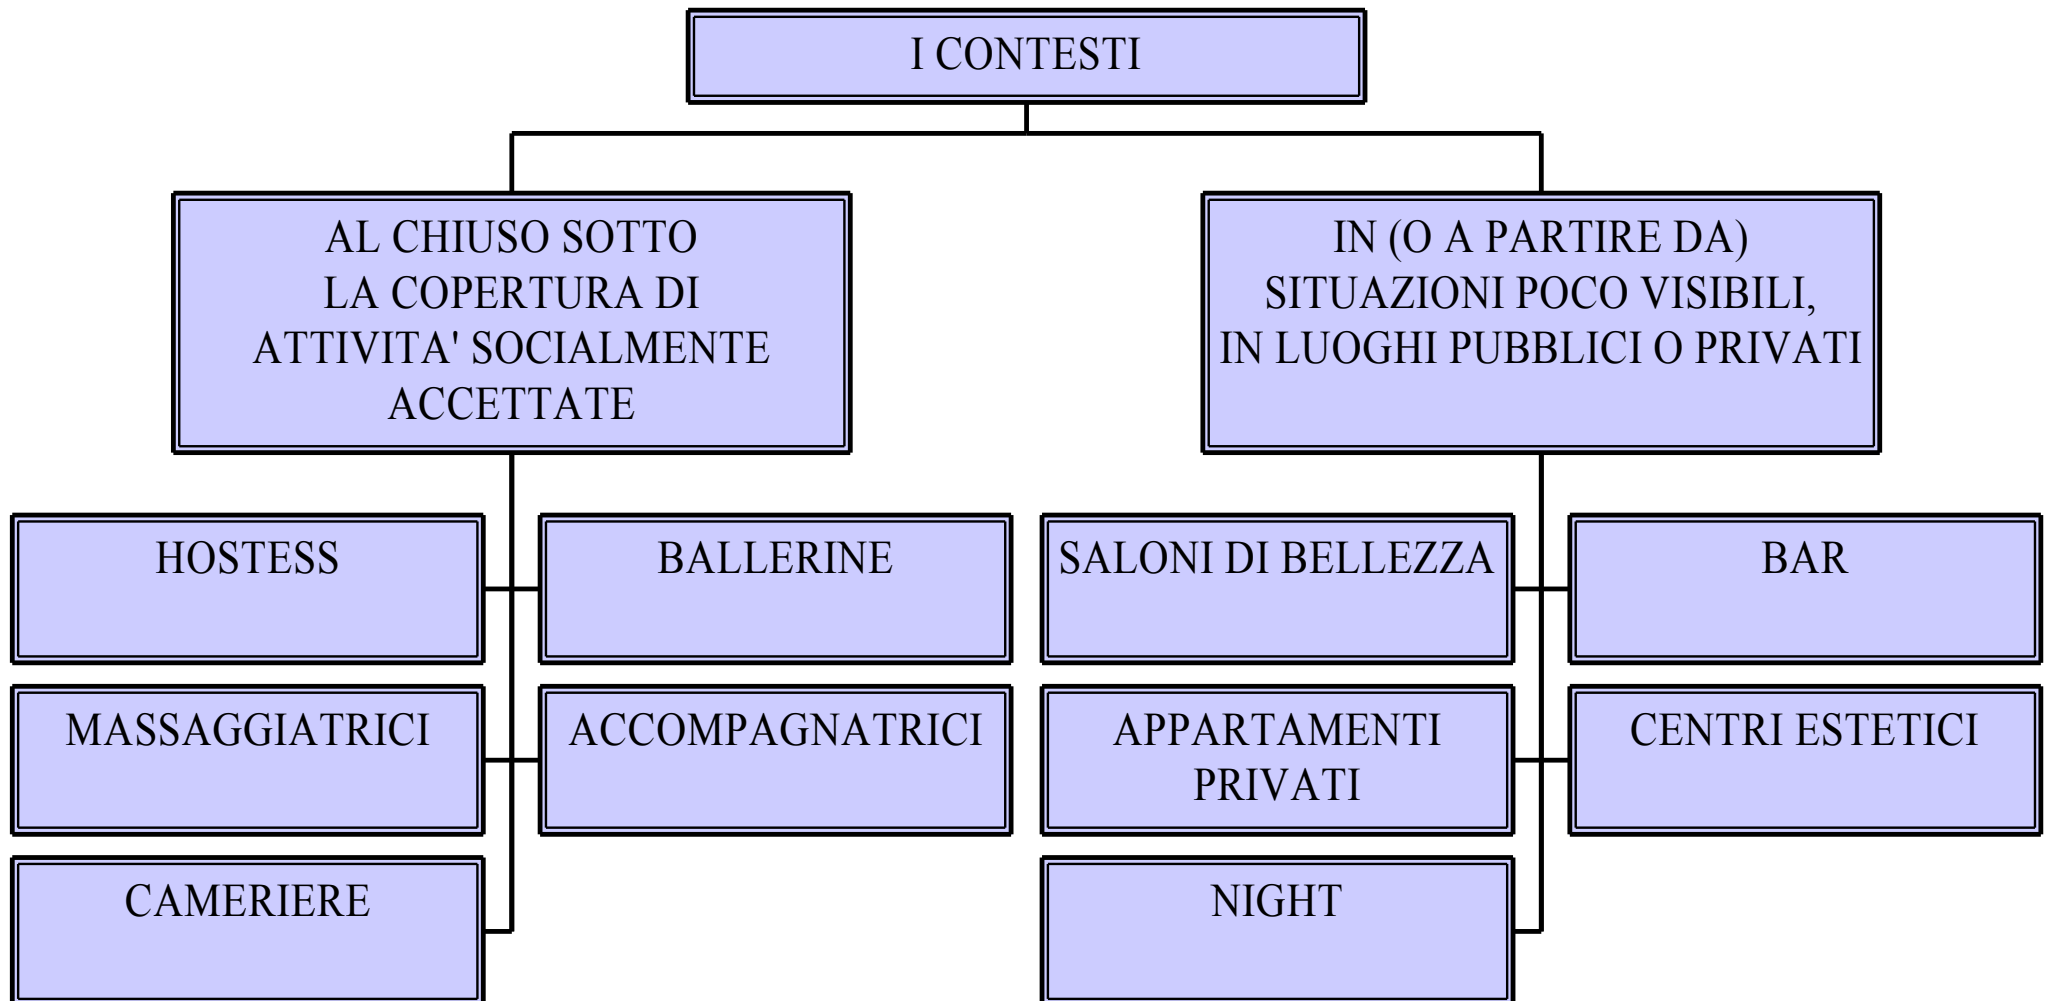 I CONTESTI
AL CHIUSO SOTTO
LA COPERTURA DI
ATTIVITA' SOCIALMENTE
ACCETTATE
IN (O A PARTIRE DA)
SITUAZIONI POCO VISIBILI,
IN LUOGHI PUBBLICI O PRIVATI
HOSTESS
BALLERINE
MASSAGGIATRICI
ACCOMPAGNATRICI
CAMERIERE
SALONI DI BELLEZZA
BAR
APPARTAMENTI
PRIVATI
CENTRI ESTETICI
NIGHT